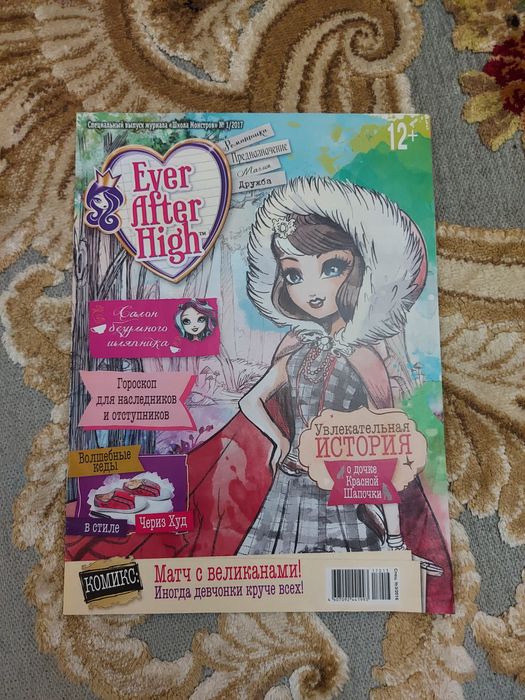 Специальный выпуск журнала «Школа Монстров» № 1/2017
12+
Романтика
Предназначение
Магия
Дружба
Ever
After
High™
Салон
безумного
шляпника
Гороскоп
для наследников
и отступников
Волшебные
кеды
в стиле
Чериз Худ
Увлекательная
ИСТОРИЯ
о дочке
Красной
Шапочки
КОМИКС:
Матч с великанами!
Иногда девчонки круче всех!